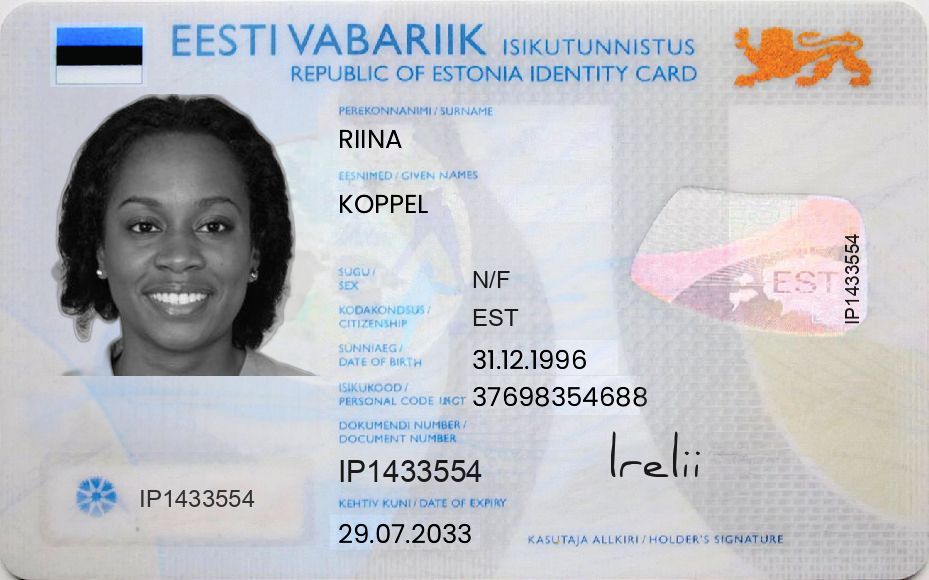 EESTI VABARIIK ISIKUTUNNISTUS
REPUBLIC OF ESTONIA IDENTITY CARD
PEREKONNANIMI / SURNAME
RIINA
EESNIMED / GIVEN NAMES
KOPPEL
SUGU /
SEX
N/F
KODAKONDSUS /
CITIZENSHIP
EST
SÜNNIAEG /
DATE OF BIRTH
31.12.1996
ISIKUKOOD /
PERSONAL CODE
37698354688
DOKUMENDI NUMBER /
DOCUMENT NUMBER
IP1433554
KEHTIV KUNI / DATE OF EXPIRY
29.07.2033
IP1433554
EST
IP1433554
Irelii
KASUTAJA ALLKIRI / HOLDER'S SIGNATURE